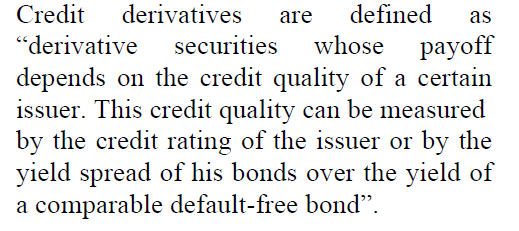 Credit derivatives are defined as
“derivative securities whose payoff
depends on the credit quality of a certain
issuer. This credit quality can be measured
by the credit rating of the issuer or by the
yield spread of his bonds over the yield of
a comparable default-free bond”.